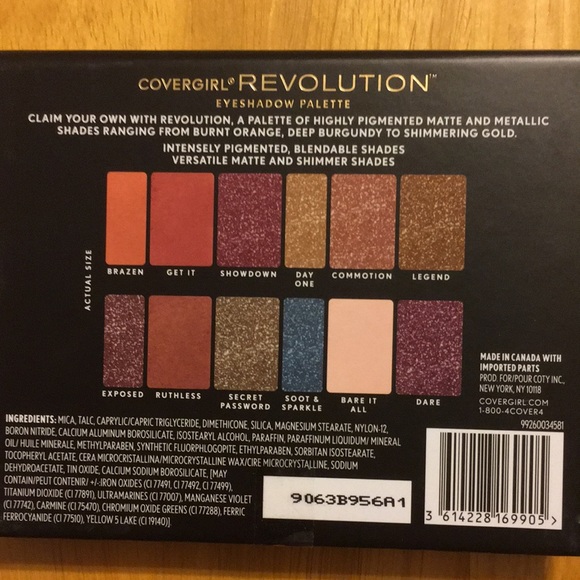 COVERGIRL® REVOLUTION™
EYESHADOW PALETTE
CLAIM YOUR OWN WITH REVOLUTION, A PALETTE OF HIGHLY PIGMENTED MATTE AND METALLIC
SHADES RANGING FROM BURNT ORANGE, DEEP BURGUNDY TO SHIMMERING GOLD.
INTENSELY PIGMENTED, BLENDABLE SHADES
VERSATILE MATTE AND SHIMMER SHADES
ACTUAL SIZE
BRAZEN GET IT SHOWDOWN DAY ONE COMMOTION LEGEND
EXPOSED RUTHLESS SECRET PASSWORD SOOT & SPARKLE BARE IT ALL DARE
MADE IN CANADA WITH
IMPORTED PARTS
PROD. FOR/POUR COTY INC.,
NEW YORK, NY 10118
COVERGIRL.COM
1-800-4COVER4
99260034581
INGREDIENTS: MICA, TALC, CAPRYLIC/CAPRIC TRIGLYCERIDE, DIMETHICONE, SILICA, MAGNESIUM STEARATE, NYLON-12,
BORON NITRIDE, CALCIUM ALUMINUM BOROSILICATE, ISOSTEARYL ALCOHOL, PARAFFIN, PARAFFINUM LIQUIDUM/ MINERAL
OIL/ HUILE MINERALE, METHYLPARABEN, SYNTHETIC FLUORPHLOGOPITE, ETHYLPARABEN, SORBITAN ISOSTEARATE,
TOCOPHERYL ACETATE, CERA MICROCRISTALLINA/MICROCRYSTALLINE WAX/CIRE MICROCRYSTALLINE, SODIUM
DEHYDROACETATE, TIN OXIDE, CALCIUM SODIUM BOROSILICATE, [MAY
CONTAIN/PEUT CONTENIR/ +/-:IRON OXIDES (CI 77491, CI 77492, CI 77499),
TITANIUM DIOXIDE (CI 77891), ULTRAMARINES (CI 77007), MANGANESE VIOLET
(CI 77742), CARMINE (CI 75470), CHROMIUM OXIDE GREENS (CI 77288), FERRIC
FERROCYANIDE (CI 77510), YELLOW 5 LAKE (CI 19140)]
9063B956A1
3 614228 169905 >